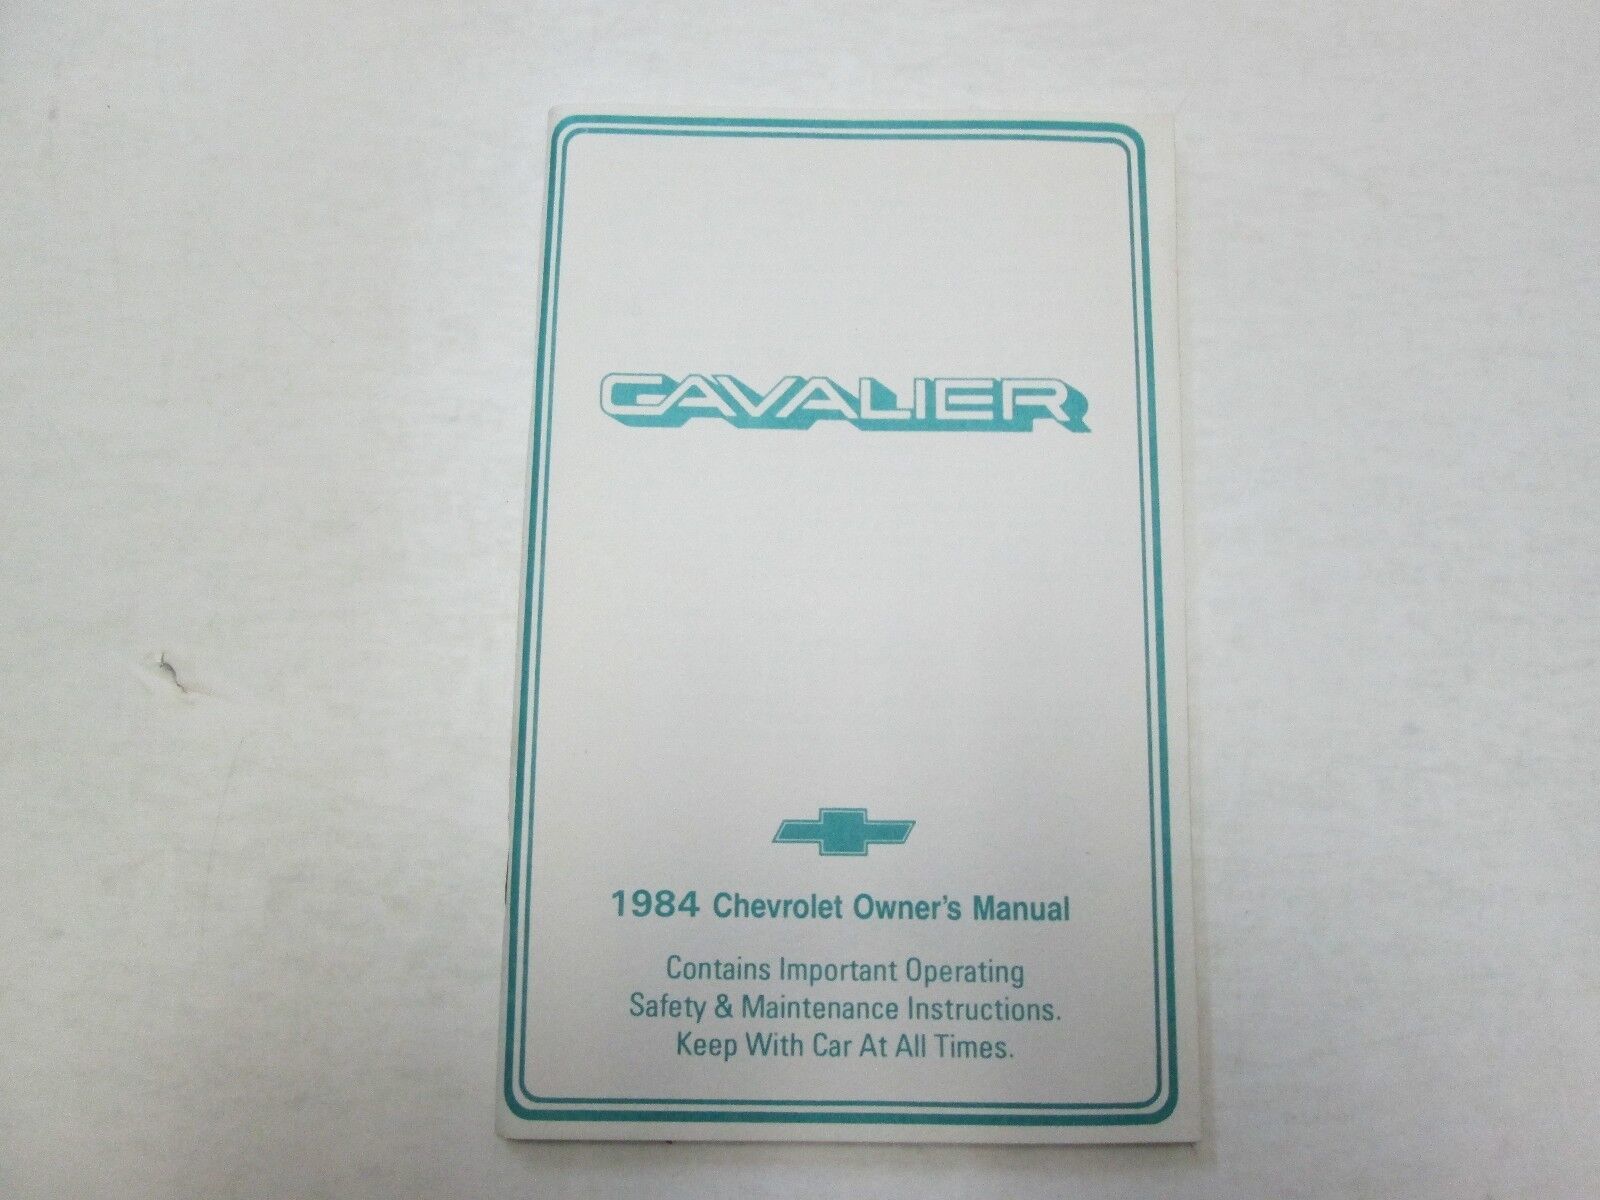 CAVALIER
1984 Chevrolet Owner's Manual
Contains Important Operating
Safety & Maintenance Instructions.
Keep With Car At All Times.